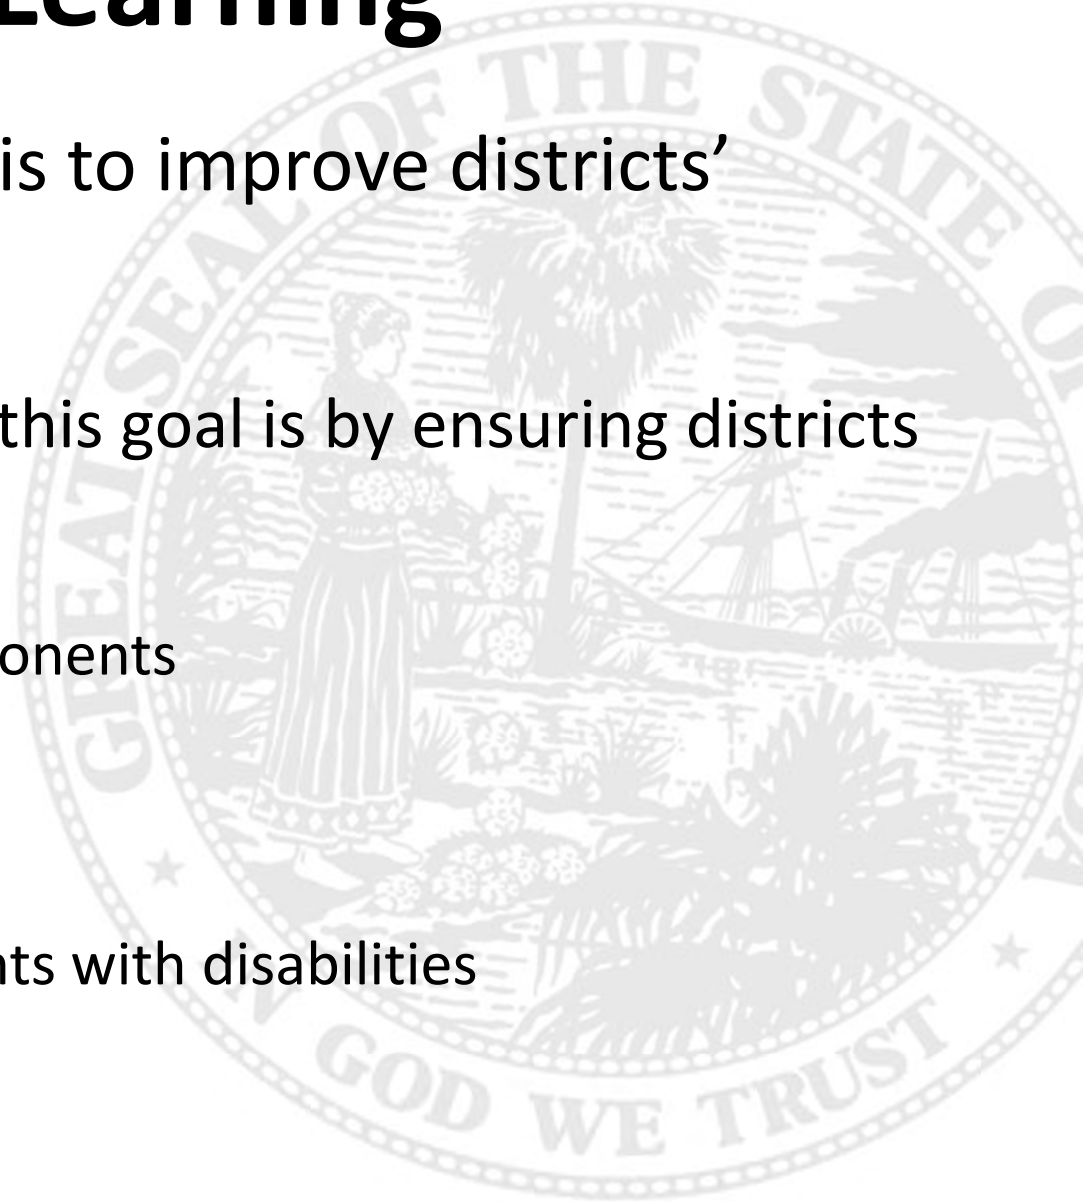 Learning
is to improve districts’
this goal is by ensuring districts
onents
nts with disabilities
GREAT SEAL OF THE STATE OF
IN GOD WE TRUST